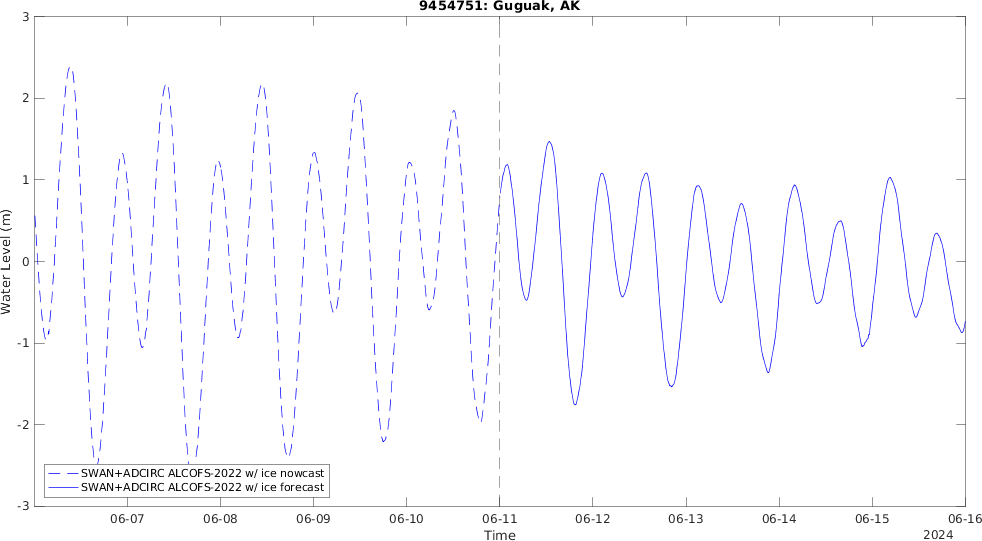 9454751: Guguak, AK
3
2
1
0
-1
-2
-3
Water Level (m)
SWAN+ADCIRC ALCOFS-2022 w/ ice nowcast
SWAN+ADCIRC ALCOFS-2022 w/ ice forecast
06-07 06-08 06-09 06-10 06-11 06-12 06-13 06-14 06-15 06-16
Time
2024